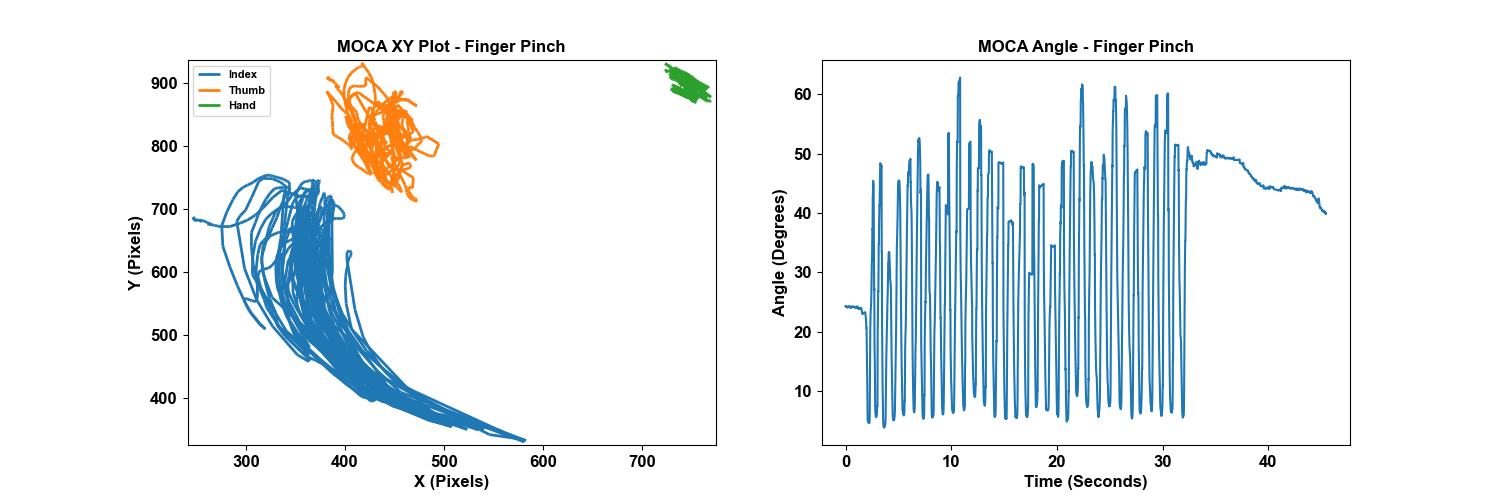 MOCA XY Plot - Finger Pinch
Index
Thumb
Hand
900
800
700
600
500
400
Y (Pixels)
300 400 500 600 700
X (Pixels)
MOCA Angle - Finger Pinch
60
50
40
30
20
10
Angle (Degrees)
0 10 20 30 40
Time (Seconds)